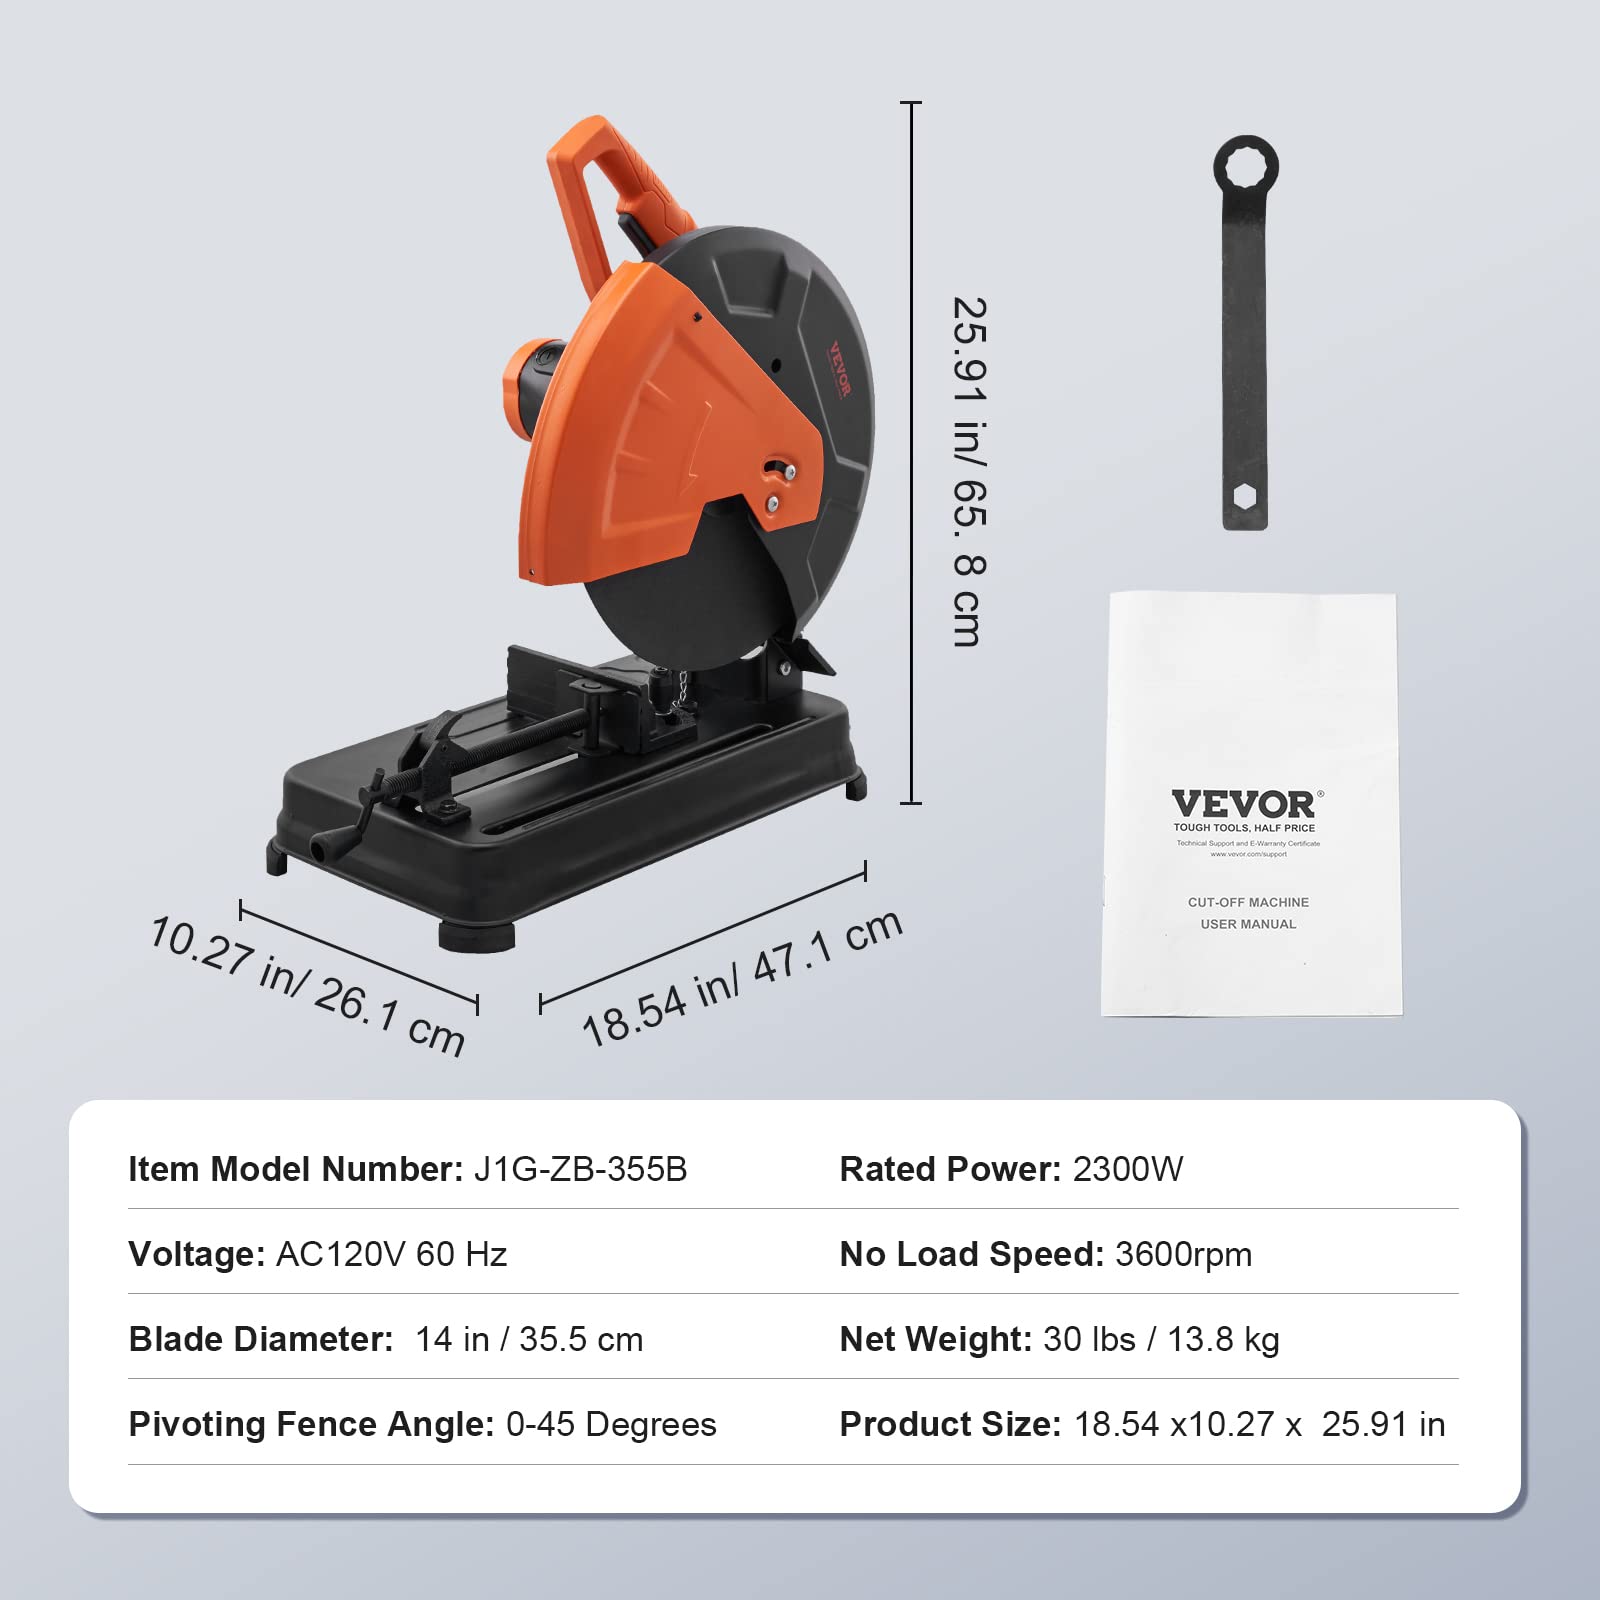 VEVOR
25.91 in/ 65. 8 cm
10.27 in/ 26.1 cm
18.54 in/ 47.1 cm
VEVOR®
TOUGH TOOLS, HALF PRICE
Technical Support and E-Warranty Certificate
www.vevor.com/support
CUT-OFF MACHINE
USER MANUAL
Item Model Number: J1G-ZB-355B
Rated Power: 2300W
Voltage: AC120V 60 Hz
No Load Speed: 3600rpm
Blade Diameter: 14 in / 35.5 cm
Net Weight: 30 lbs / 13.8 kg
Pivoting Fence Angle: 0-45 Degrees
Product Size: 18.54 x10.27 x 25.91 in